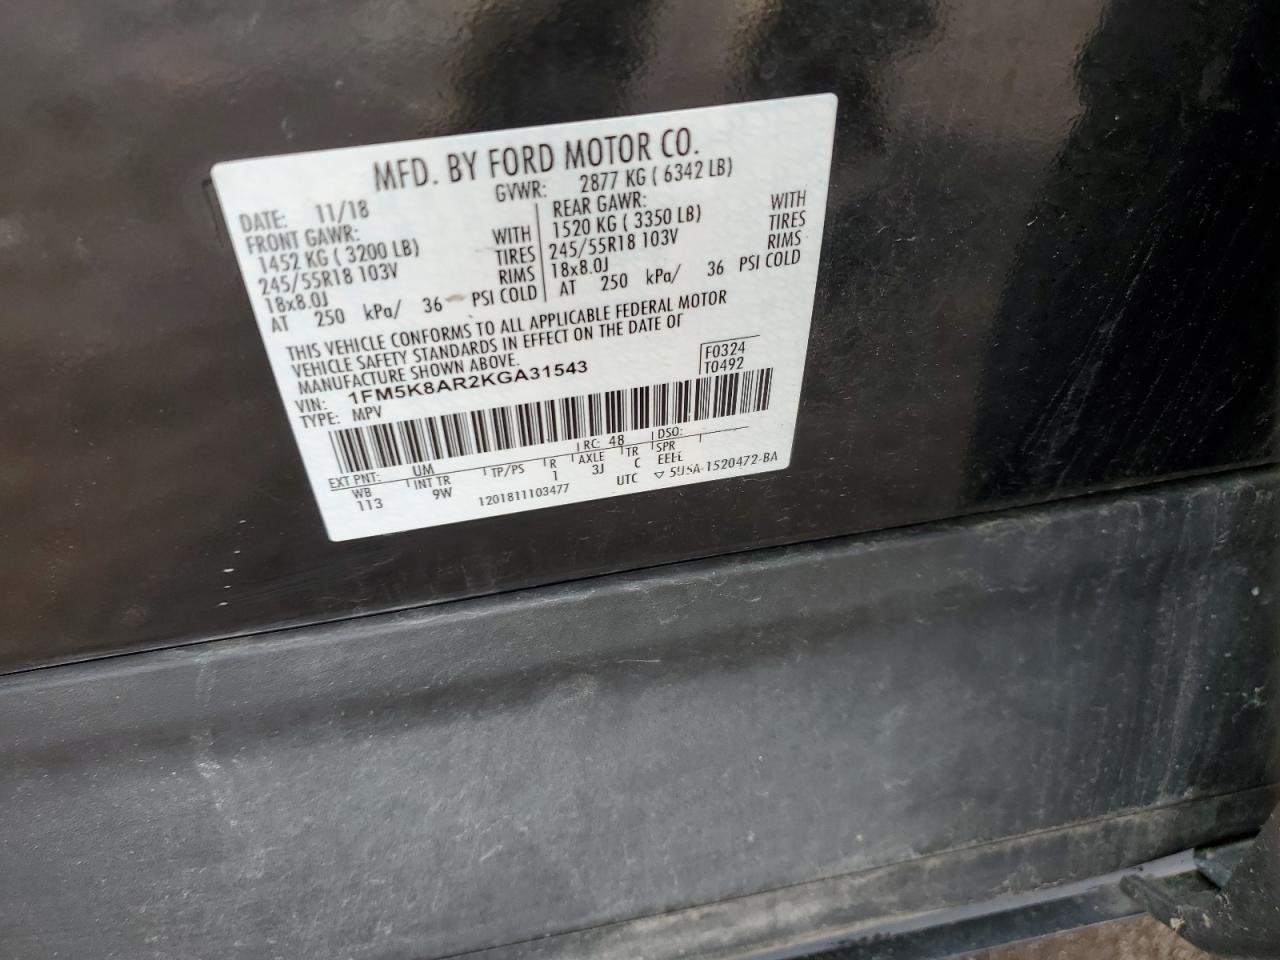 MFD. BY FORD MOTOR CO.
DATE: 11/18 GVWR: 2877 KG ( 6342 LB)
FRONT GAWR: REAR GAWR:
1452 KG ( 3200 LB) WITH 1520 KG ( 3350 LB) WITH
245/55R18 103V TIRES 245/55R18 103V TIRES
18x8.0J RIMS 18x8.0J RIMS
AT 250 kPa/ 36 PSI COLD AT 250 kPa/ 36 PSI COLD
THIS VEHICLE CONFORMS TO ALL APPLICABLE FEDERAL MOTOR
VEHICLE SAFETY STANDARDS IN EFFECT ON THE DATE OF
MANUFACTURE SHOWN ABOVE.
VIN: 1FM5K8AR2KGA31543 F0324
TYPE: MPV T0492
EXT PNT: UM RC: 48 DSO:
WB INT TR TP/PS R AXLE TR SPR
113 9W 1 3J C EEEE
1201811103477 UTC ▽ 5USA-1520472-BA